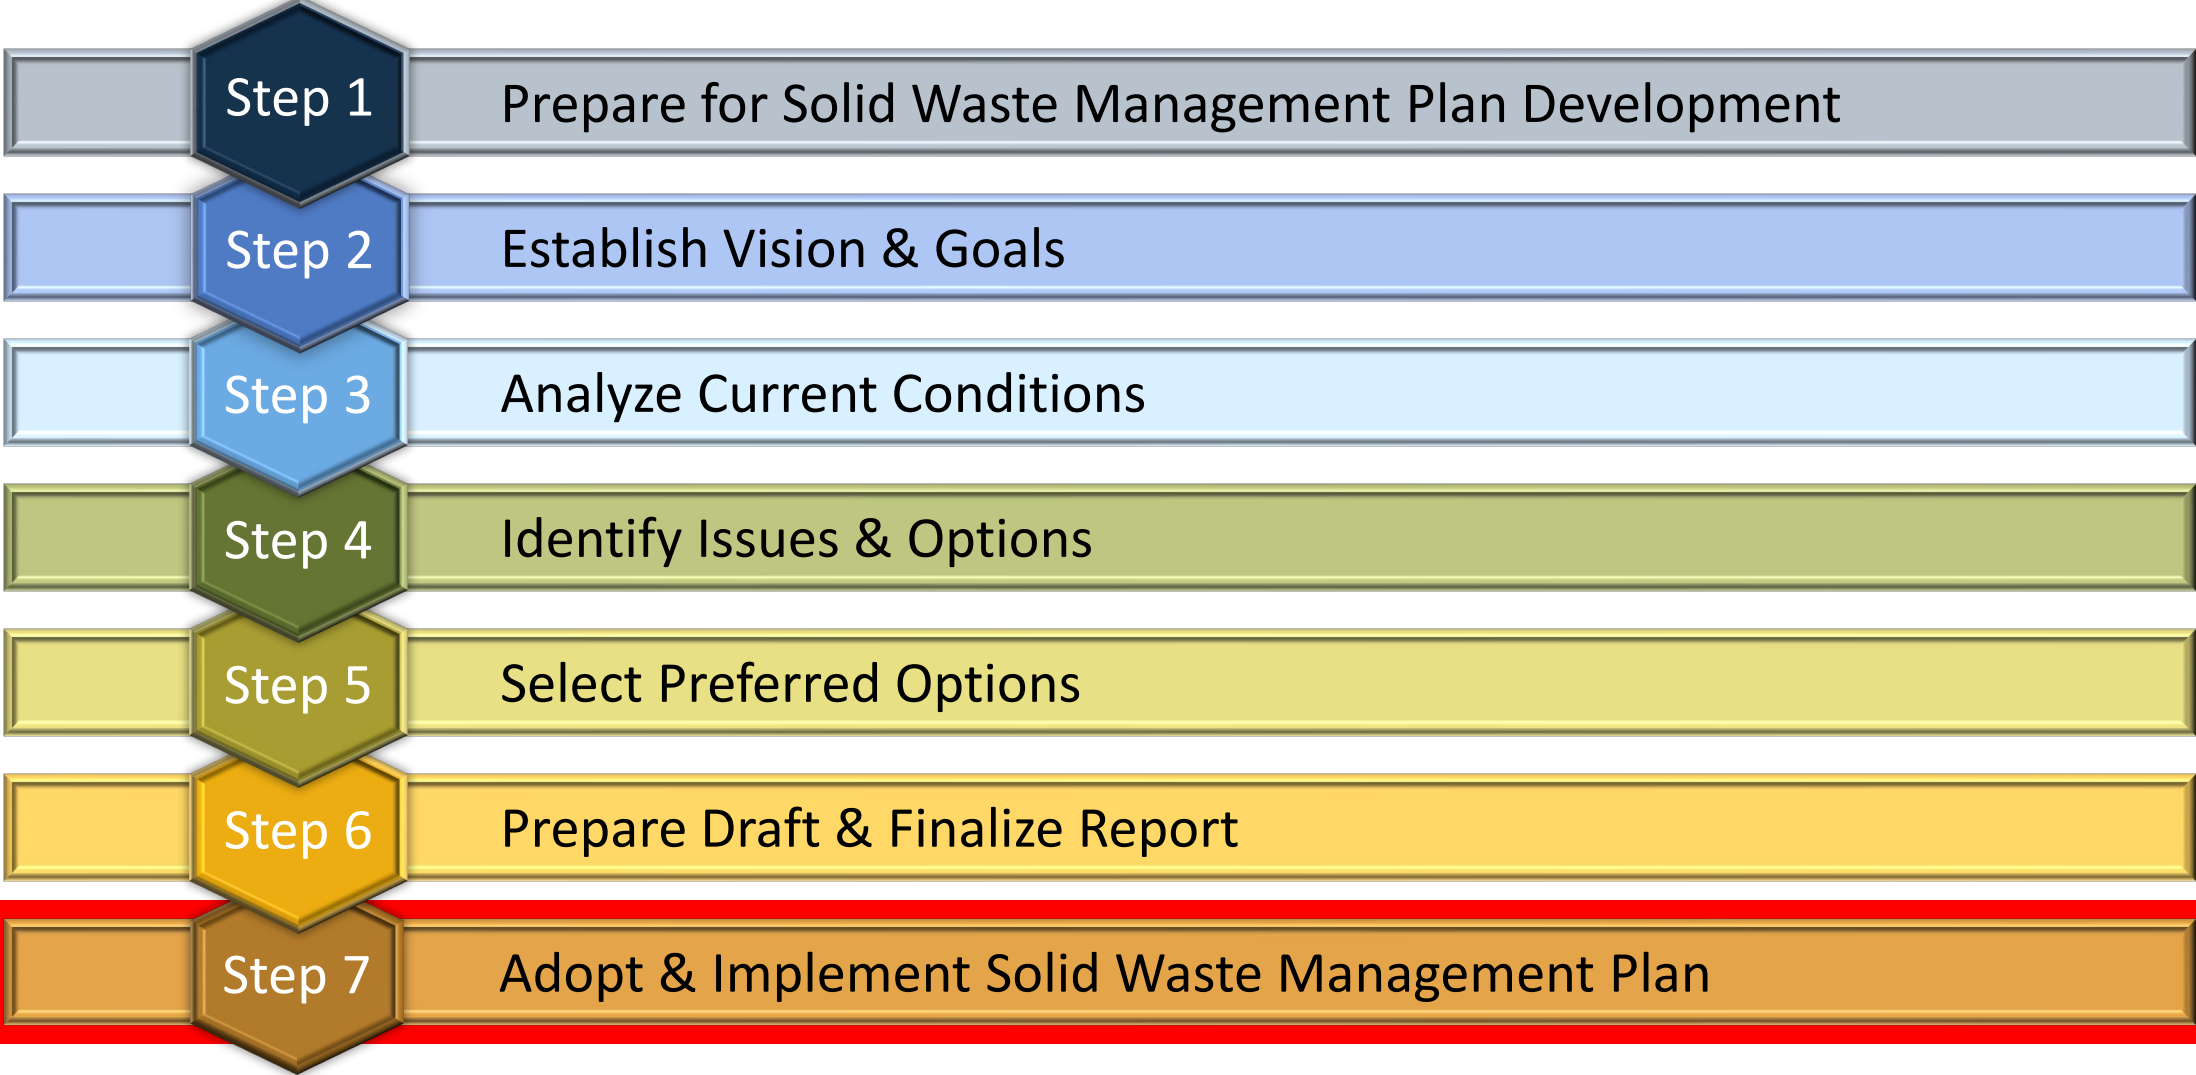 Step 1
Prepare for Solid Waste Management Plan Development
Step 2
Establish Vision & Goals
Step 3
Analyze Current Conditions
Step 4
Identify Issues & Options
Step 5
Select Preferred Options
Step 6
Prepare Draft & Finalize Report
Step 7
Adopt & Implement Solid Waste Management Plan